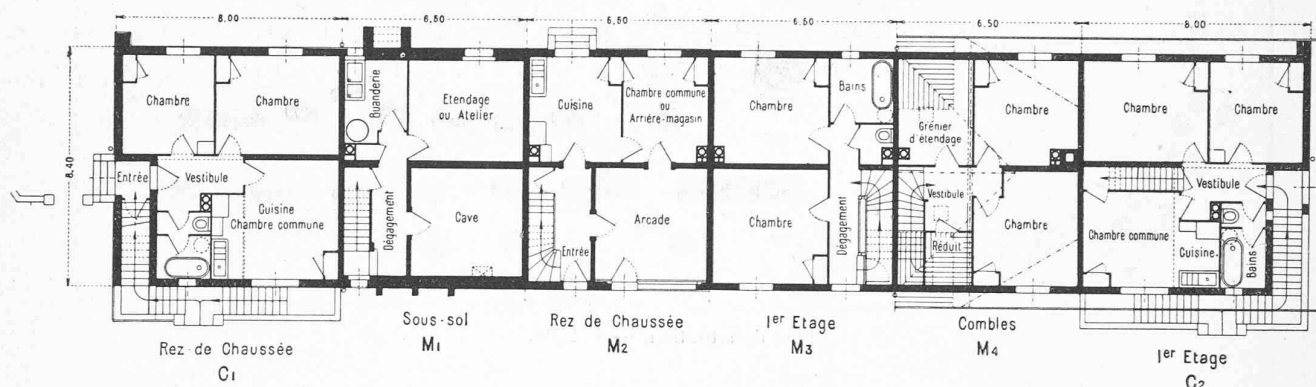 8,00 6,50 6,50 6,50 6,50 8,00
8,40
Chambre
Chambre
Entrée
Vestibule
Cuisine
Chambre commune
Buanderie
Etendage
ou Atelier
Dégagement
Cave
Cuisine
Chambre commune
ou
Arrière-magasin
Entrée
Arcade
Chambre
Bains
Chambre
Dégagement
Grenier
d'étendage
Chambre
Vestibule
Réduit
Chambre
Chambre
Chambre
Vestibule
Chambre commune
Cuisine
Bains
Rez de Chaussée
C1
Sous-sol
M1
Rez de Chaussée
M2
1er Etage
M3
Combles
M4
1er Etage
C2